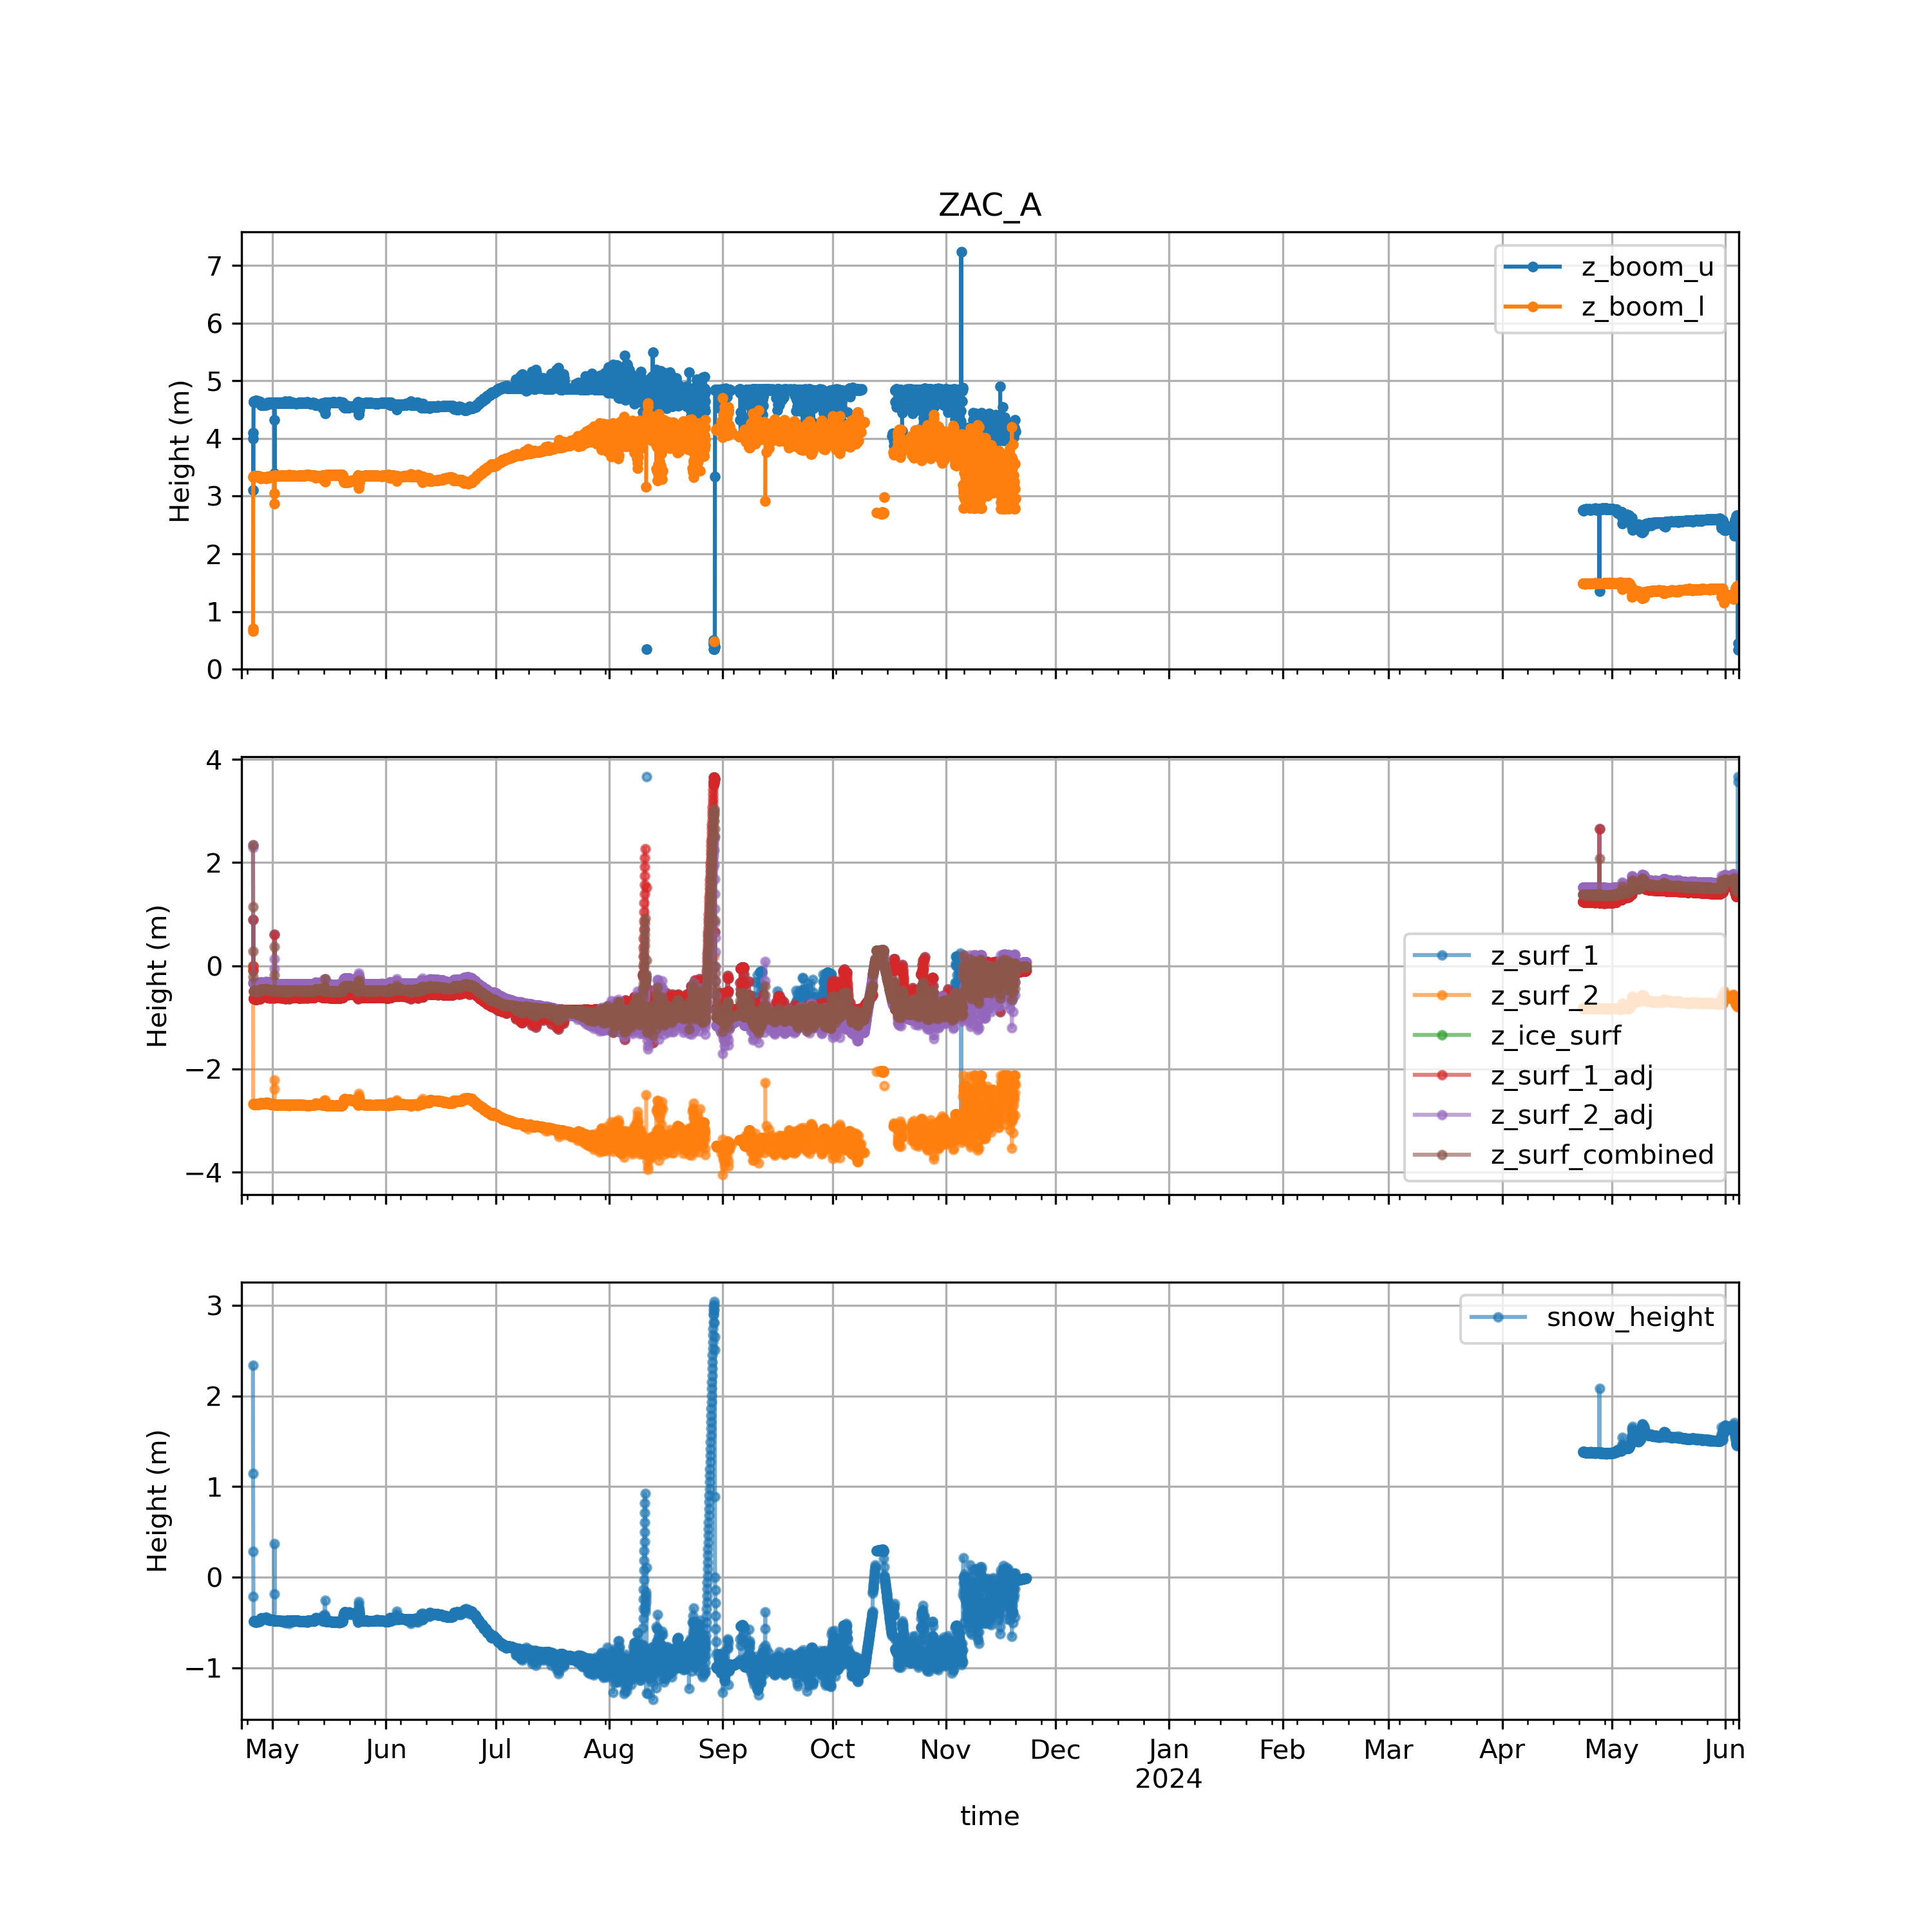 ZAC_A
Height (m)
7
6
5
4
3
2
1
0
z_boom_u
z_boom_l
Height (m)
4
2
0
−2
−4
z_surf_1
z_surf_2
z_ice_surf
z_surf_1_adj
z_surf_2_adj
z_surf_combined
Height (m)
3
2
1
0
−1
snow_height
May Jun Jul Aug Sep Oct Nov Dec Jan Feb Mar Apr May Jun
2024
time